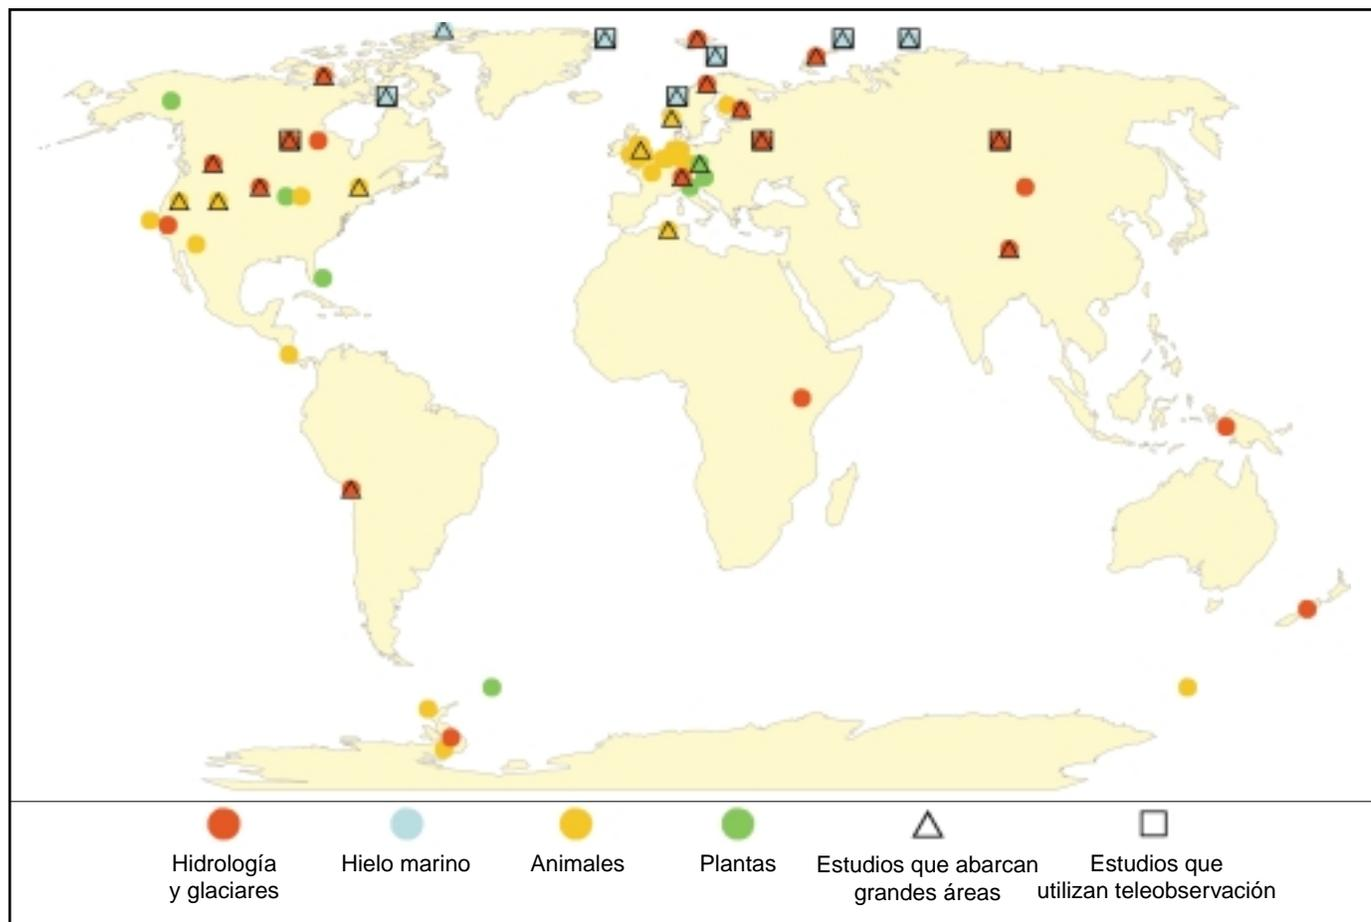 Hidrología
y glaciares
Hielo marino
Animales
Plantas
Estudios que abarcan
grandes áreas
Estudios que
utilizan teleobservación